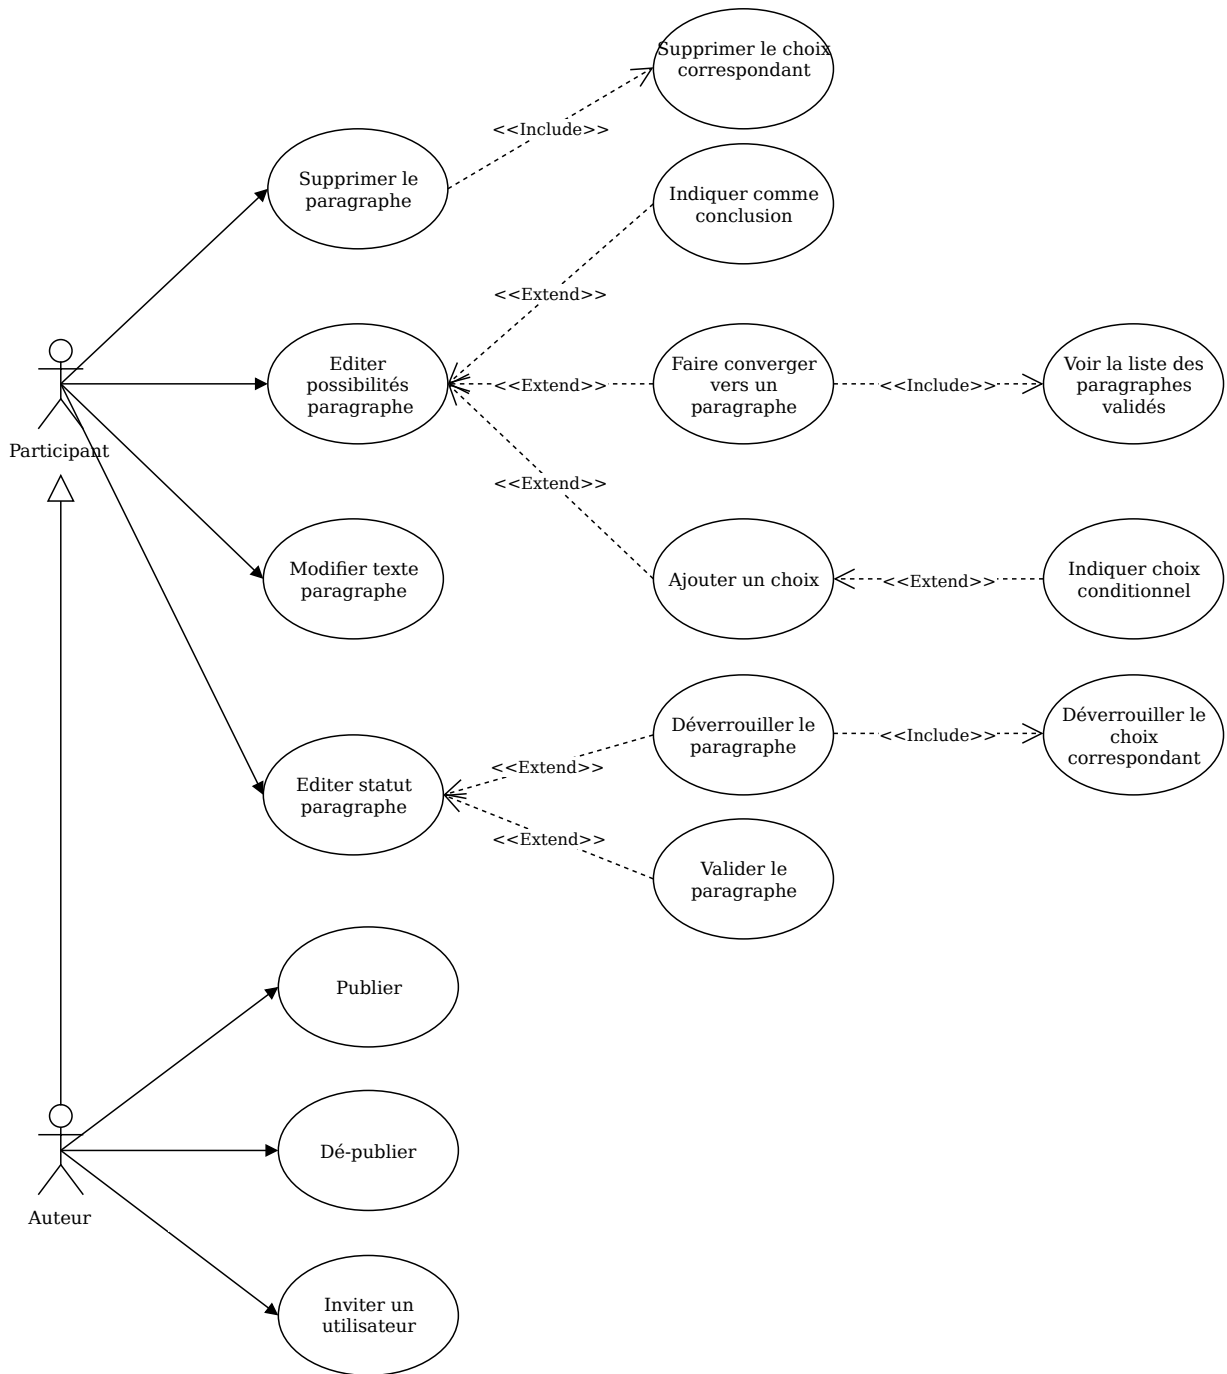 Supprimer le choix
correspondant
<<Include>>
Supprimer le
paragraphe
Indiquer comme
conclusion
<<Extend>>
Editer
possibilités
paragraphe
<<Extend>>
Faire converger
vers un
paragraphe
<<Include>>
Voir la liste des
paragraphes
validés
Participant
<<Extend>>
Modifier texte
paragraphe
Ajouter un choix
<<Extend>>
Indiquer choix
conditionnel
Déverrouiller le
paragraphe
<<Include>>
Déverrouiller le
choix
correspondant
<<Extend>>
Editer statut
paragraphe
<<Extend>>
Valider le
paragraphe
Publier
Dé-publier
Auteur
Inviter un
utilisateur